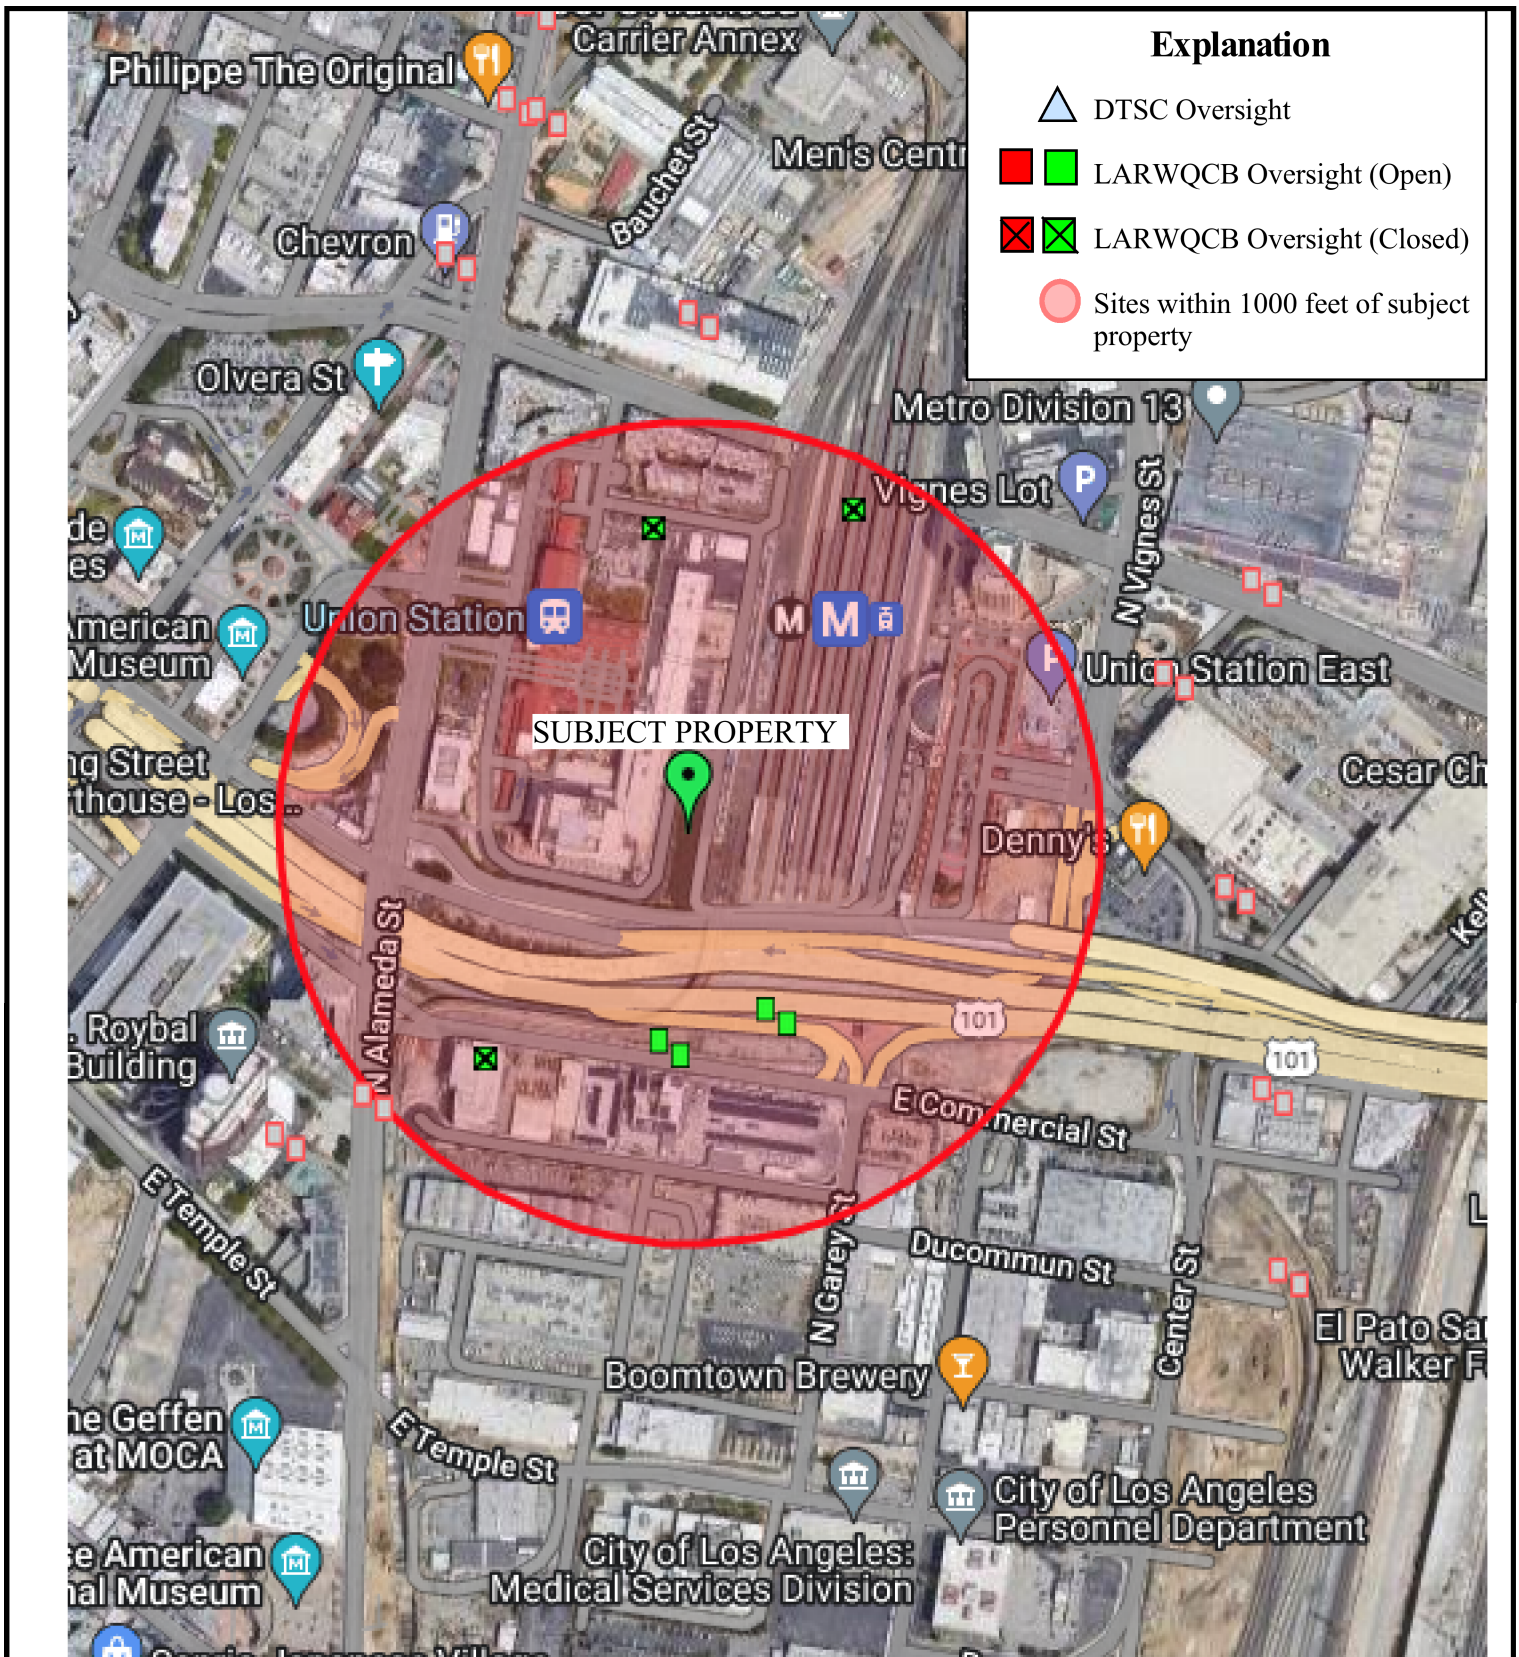 Carrier Annex
Philippe The Original
Explanation
DTSC Oversight
LARWQCB Oversight (Open)
LARWQCB Oversight (Closed)
Sites within 1000 feet of subject
property
Bauchet St
Chevron
Olvera St
Metro Division 13
Vignes Lot
P
N Vignes St
American
Museum
Union Station
M
M
P
Union Station East
SUBJECT PROPERTY
Cesar Ch
Denny's
N Alameda St
101
101
Roybal
Building
E Commercial St
E Temple St
N Garey St
Ducommun St
Center St
El Pato Sa
Walker F
Boomtown Brewery
he Geffen
at MOCA
E Temple St
City of Los Angeles
Personnel Department
City of Los Angeles:
Medical Services Division
se American
nal Museum